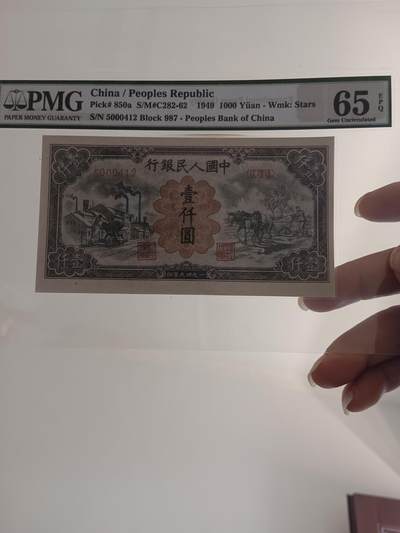 PMG
PAPER MONEY GUARANTY
China / Peoples Republic
Pick# 850a S/M#C282-62 1949 1000 Yüan - Wmk: Stars
S/N 5000412 Block 987 - Peoples Bank of China
65 EPQ
Gem Uncirculated
行銀民人國中
5000412
壹仟圓